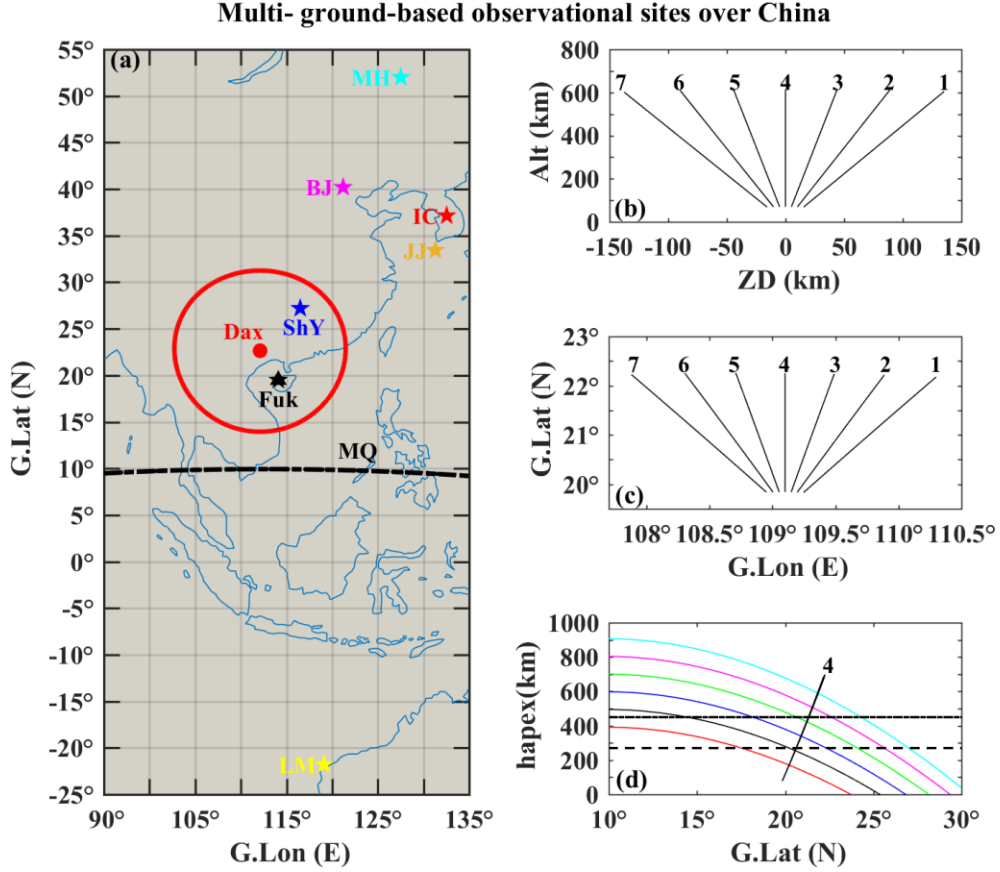 Multi- ground-based observational sites over China
(a)
55°
50°
45°
40°
35°
30°
25°
20°
15°
10°
5°
0°
-5°
-10°
-15°
-20°
-25°
G.Lat (N)
90°
105°
115°
125°
135°
G.Lon (E)
MH
BJ
IC
JJ
ShY
Dax
Fuk
MQ
LM
(b)
800
600
400
200
0
Alt (km)
7 6 5 4 3 2 1
-150 -100 -50 0 50 100 150
ZD (km)
(c)
23°
22°
21°
20°
G.Lat (N)
7 6 5 4 3 2 1
108° 108.5° 109° 109.5° 110° 110.5°
G.Lon (E)
(d)
1000
800
600
400
200
0
hapex(km)
4
10° 15° 20° 25° 30°
G.Lat (N)